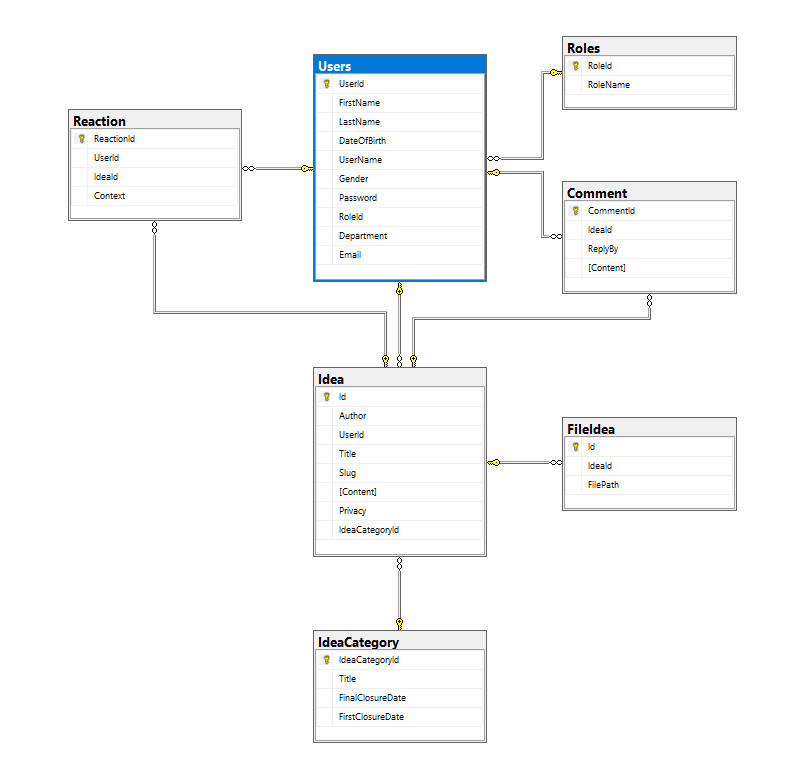 Users
UserId
FirstName
LastName
DateOfBirth
UserName
Gender
Password
RoleId
Department
Email
Roles
RoleId
RoleName
Reaction
ReactionId
UserId
IdeaId
Context
Comment
CommentId
IdeaId
ReplyBy
[Content]
Idea
Id
Author
UserId
Title
Slug
[Content]
Privacy
IdeaCategoryId
FileIdea
Id
IdeaId
FilePath
IdeaCategory
IdeaCategoryId
Title
FinalClosureDate
FirstClosureDate